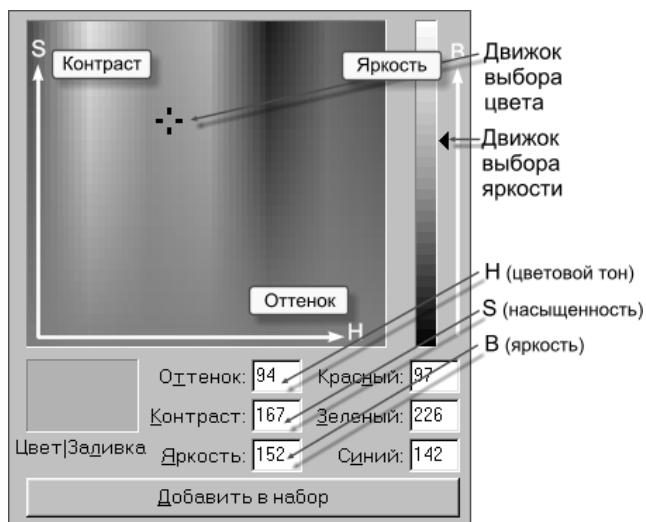 S
Контраст
Яркость
B
Движок
выбора
цвета
Движок
выбора
яркости
Оттенок
H
H (цветовой тон)
S (насыщенность)
B (яркость)
Оттенок: 94 Красный: 97
Контраст: 167 Зеленый: 226
Цвет|Заливка
Яркость: 152 Синий: 142
Добавить в набор